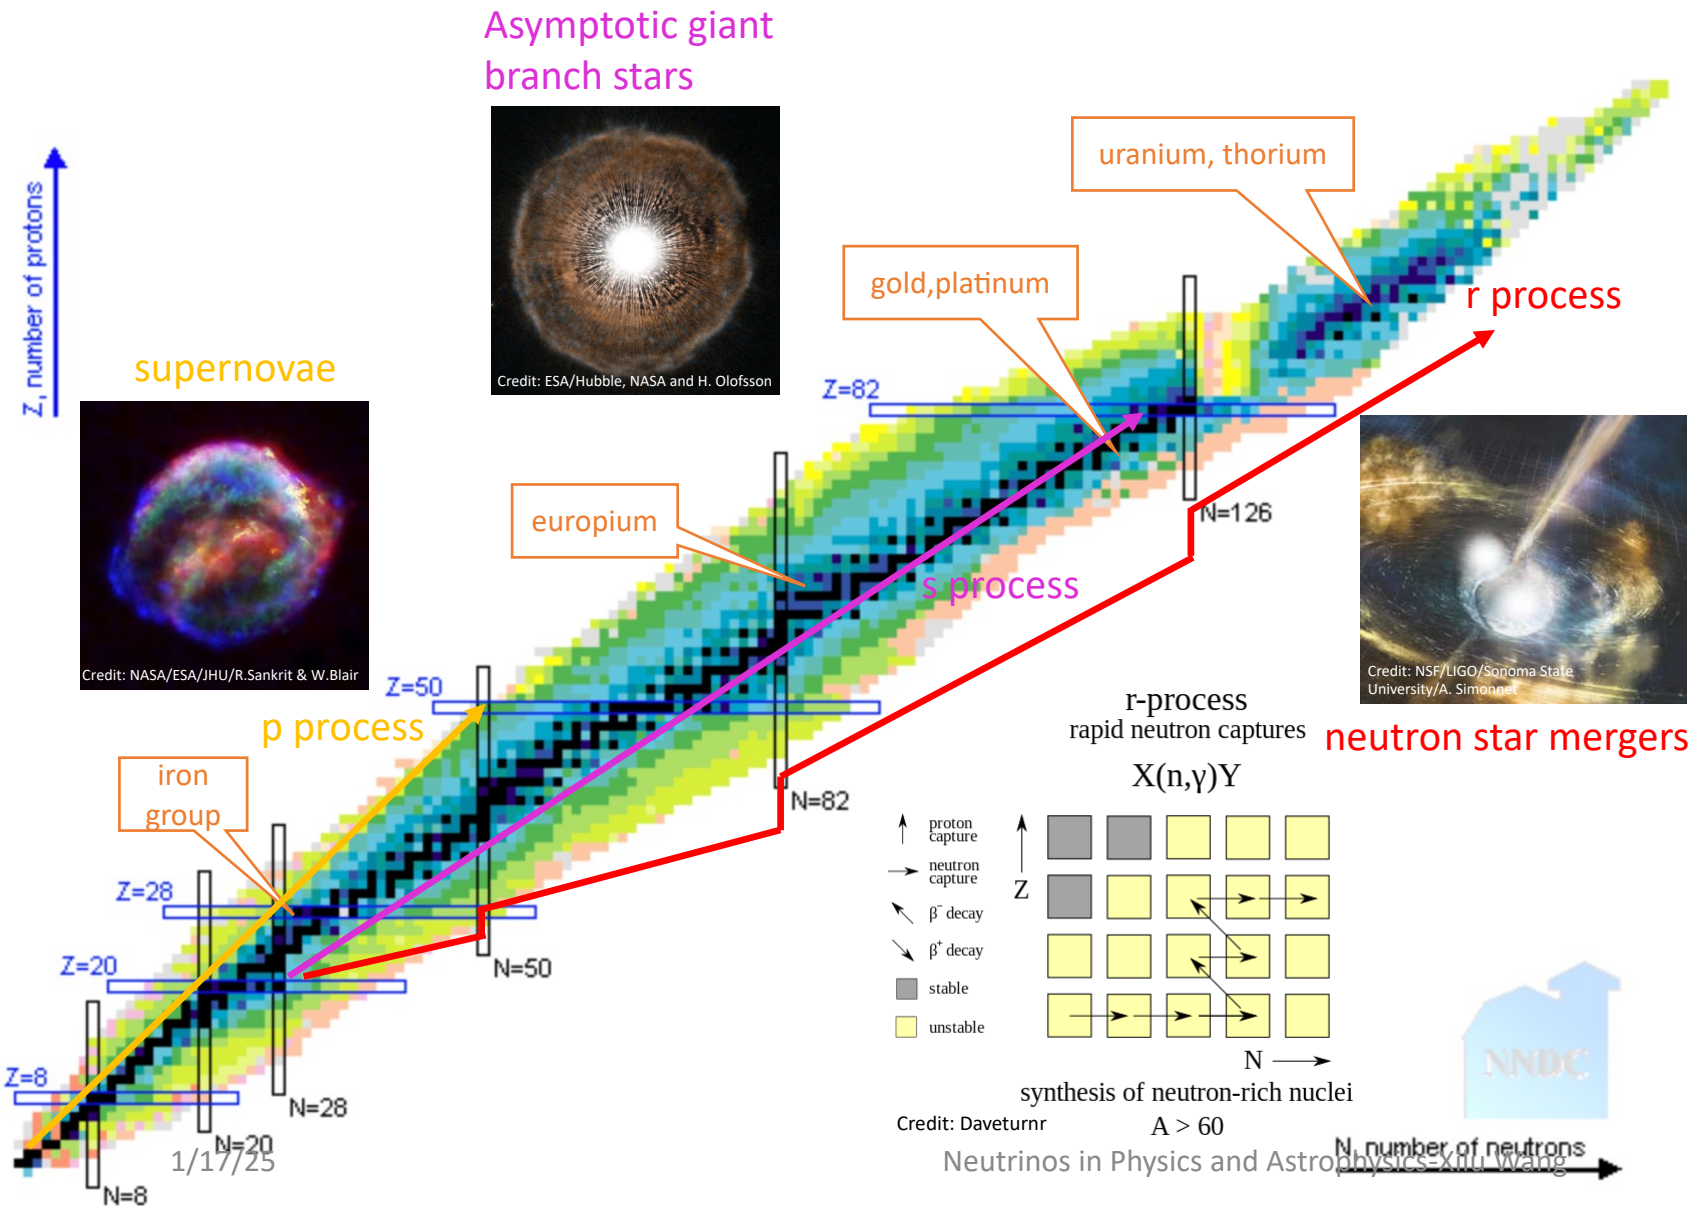 Asymptotic giant
branch stars
Credit: ESA/Hubble, NASA and H. Olofsson
uranium, thorium
gold,platinum
r process
Z, number of protons
supernovae
Credit: NASA/ESA/JHU/R.Sankrit & W.Blair
Z=82
N=126
europium
s process
Credit: NSF/LIGO/Sonoma State
University/A. Simonnet
neutron star mergers
Z=50
p process
N=82
iron
group
r-process
rapid neutron captures
X(n,γ)Y
proton
capture
neutron
capture
β⁻ decay
β⁺ decay
stable
unstable
Z
N
synthesis of neutron-rich nuclei
A > 60
Credit: Daveturnr
Z=28
N=50
Z=20
N=28
Z=8
N=20
N=8
NNDC
N, number of neutrons
1/17/25
Neutrinos in Physics and Astrophysics-Xilu Wang